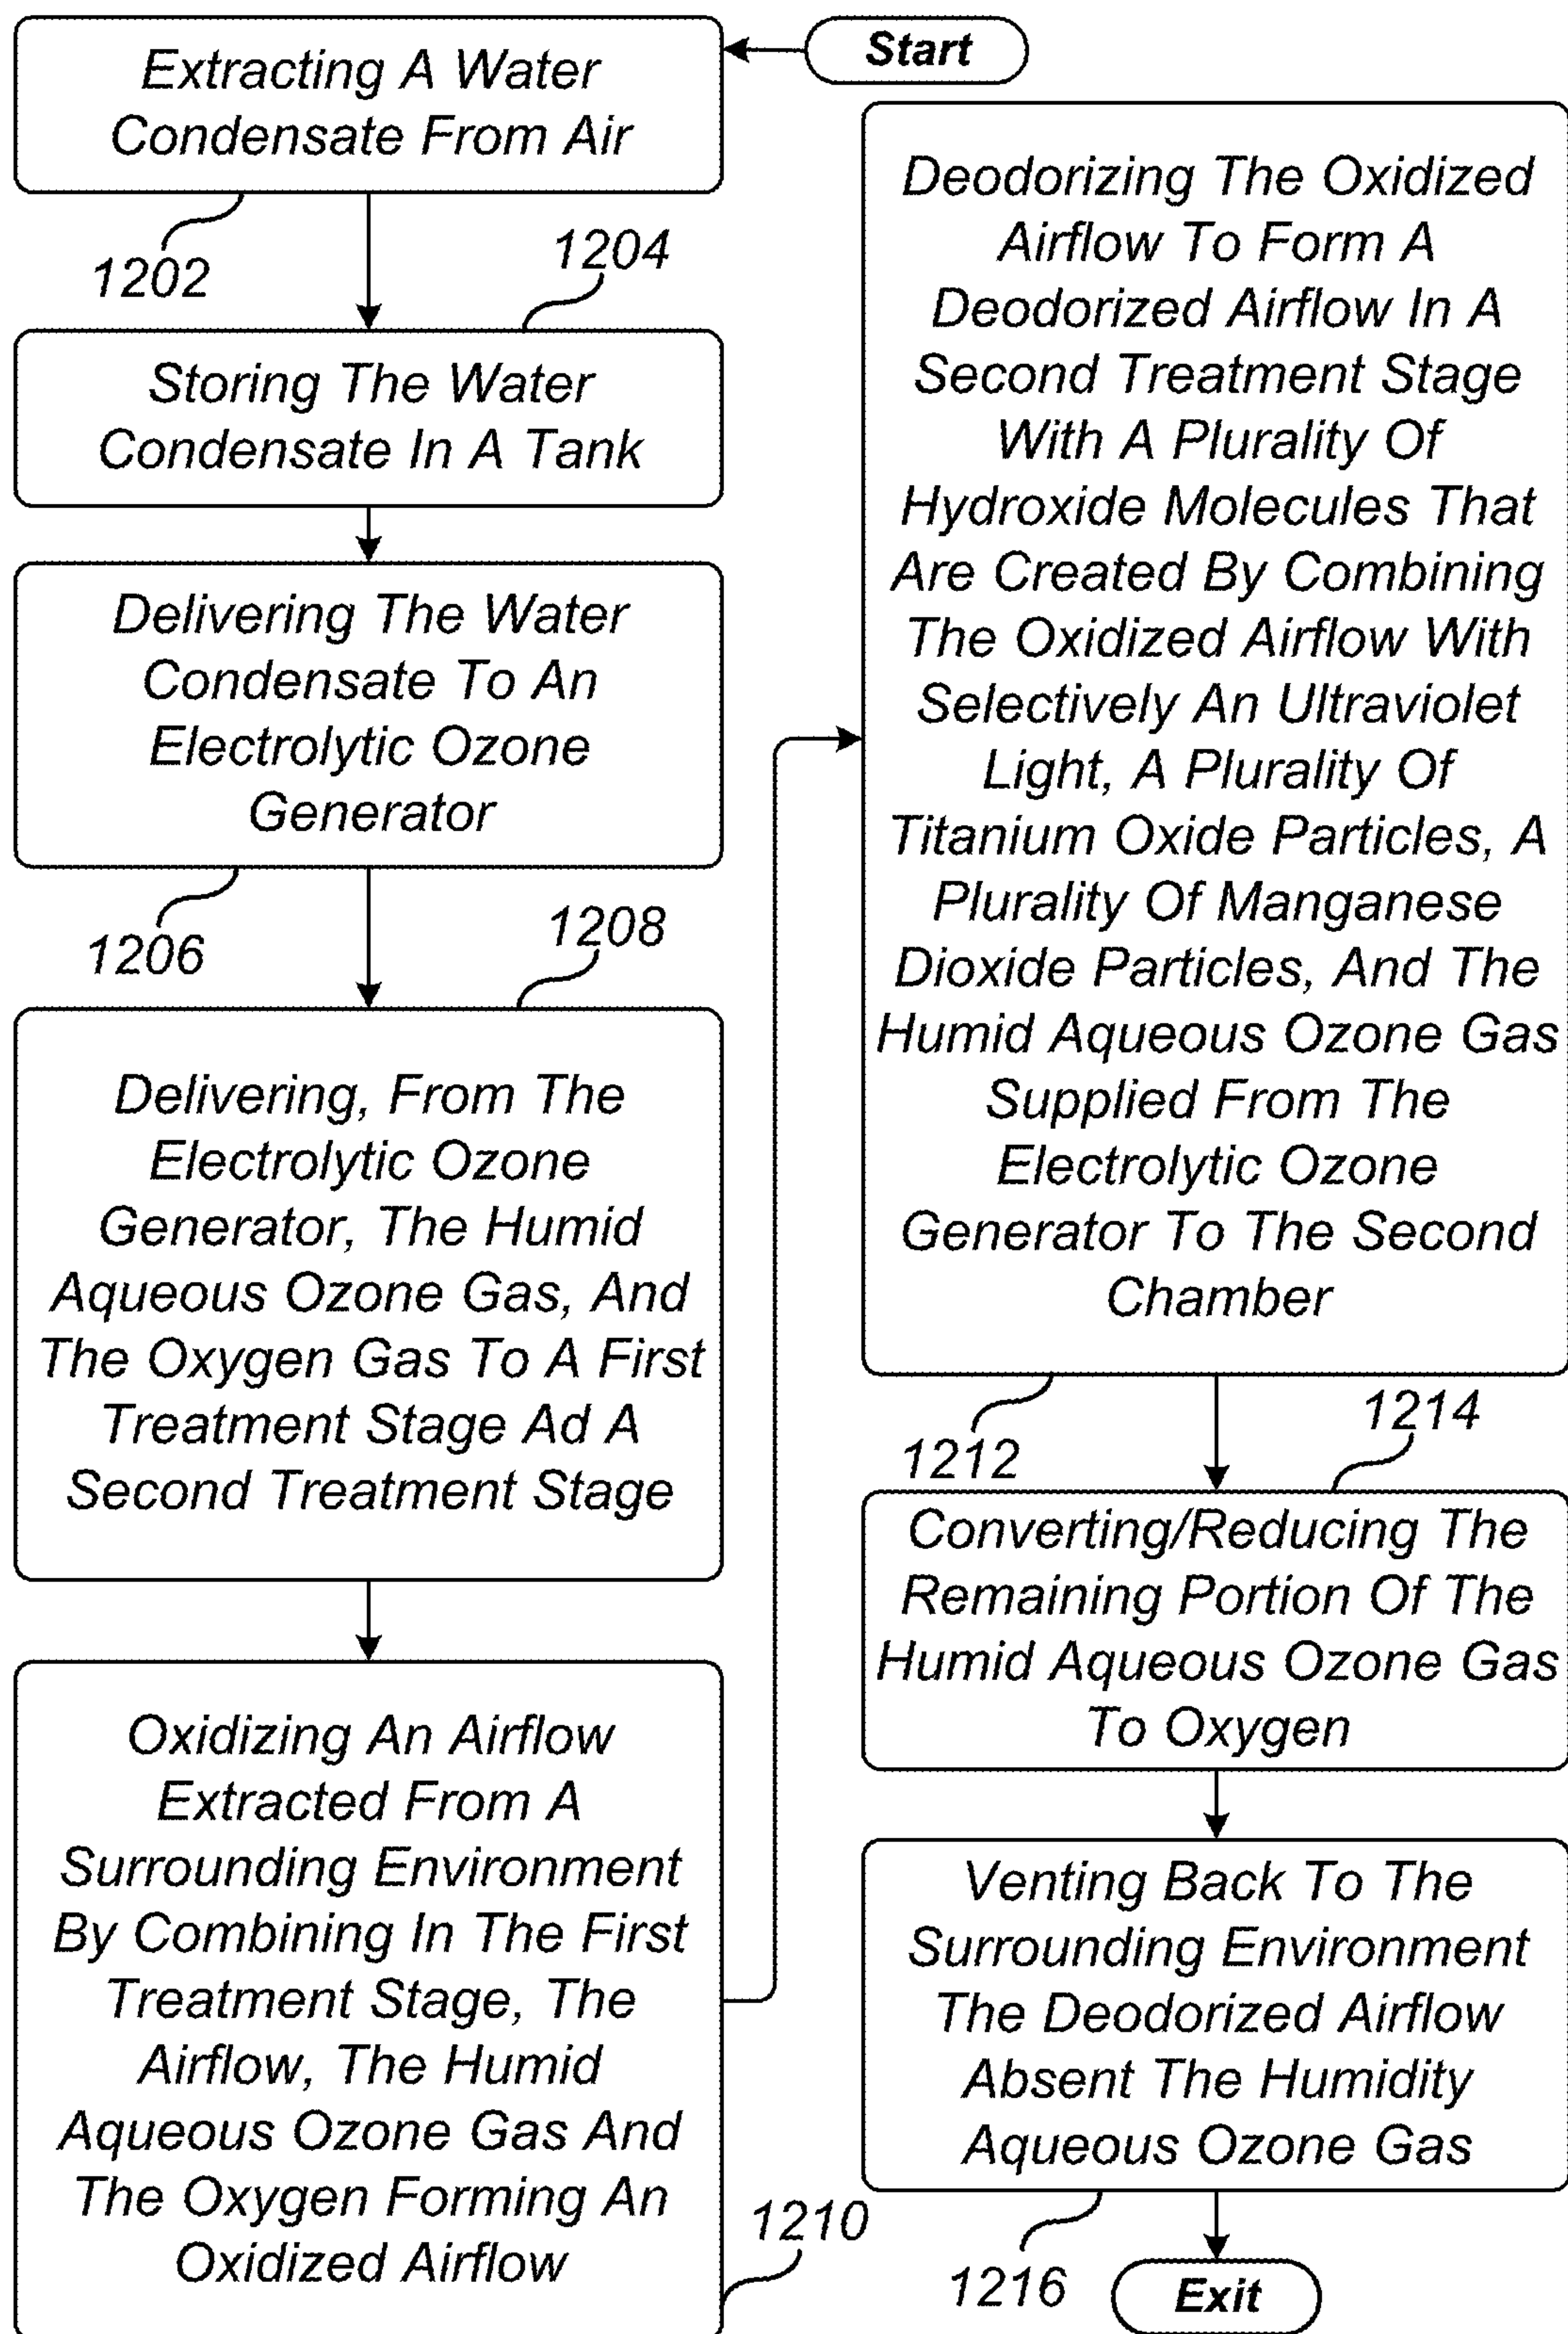 Start
Extracting A Water
Condensate From Air
1202
1204
Storing The Water
Condensate In A Tank
Delivering The Water
Condensate To An
Electrolytic Ozone
Generator
1206
1208
Delivering, From The
Electrolytic Ozone
Generator, The Humid
Aqueous Ozone Gas, And
The Oxygen Gas To A First
Treatment Stage Ad A
Second Treatment Stage
Oxidizing An Airflow
Extracted From A
Surrounding Environment
By Combining In The First
Treatment Stage, The
Airflow, The Humid
Aqueous Ozone Gas And
The Oxygen Forming An
Oxidized Airflow
1210
Deodorizing The Oxidized
Airflow To Form A
Deodorized Airflow In A
Second Treatment Stage
With A Plurality Of
Hydroxide Molecules That
Are Created By Combining
The Oxidized Airflow With
Selectively An Ultraviolet
Light, A Plurality Of
Titanium Oxide Particles, A
Plurality Of Manganese
Dioxide Particles, And The
Humid Aqueous Ozone Gas
Supplied From The
Electrolytic Ozone
Generator To The Second
Chamber
1212
1214
Converting/Reducing The
Remaining Portion Of The
Humid Aqueous Ozone Gas
To Oxygen
Venting Back To The
Surrounding Environment
The Deodorized Airflow
Absent The Humidity
Aqueous Ozone Gas
1216
Exit